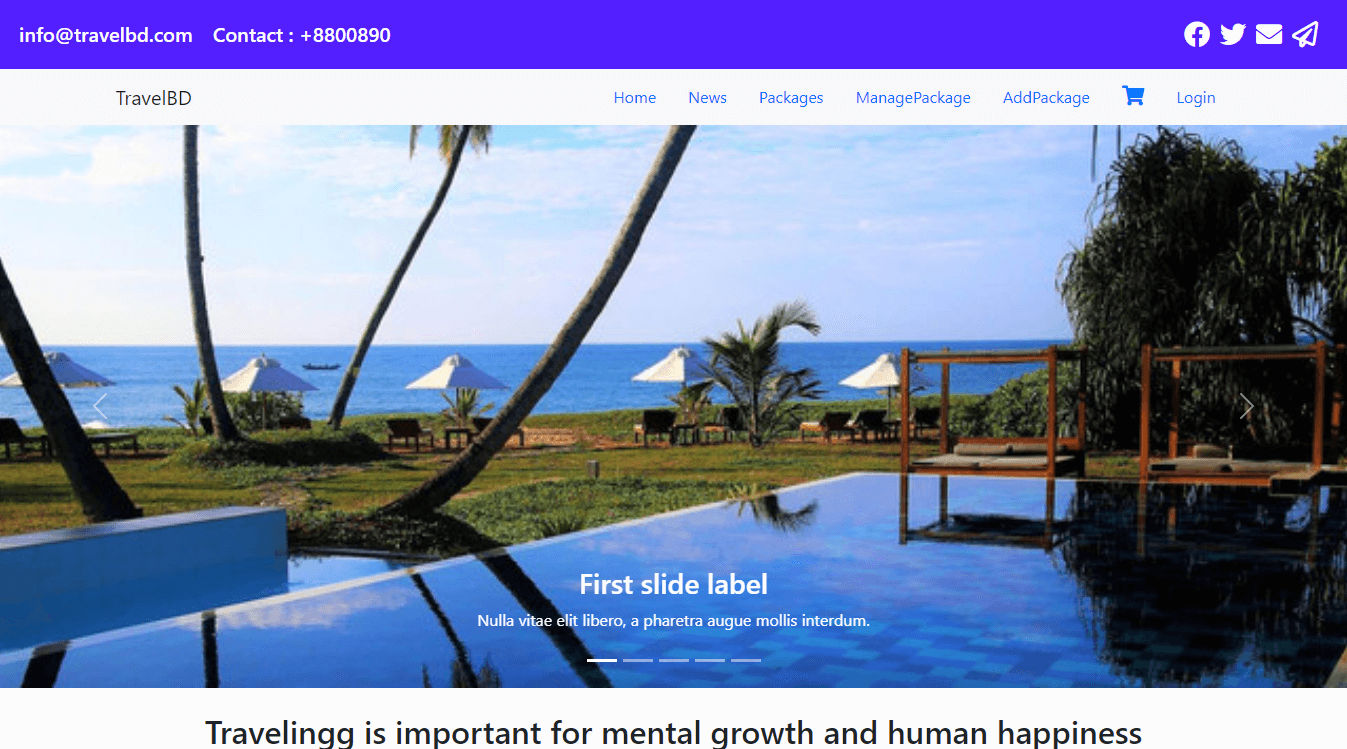 info@travelbd.com Contact : +8800890
TravelBD Home News Packages ManagePackage AddPackage Login
First slide label
Nulla vitae elit libero, a pharetra augue mollis interdum.
Travelingg is important for mental growth and human happiness